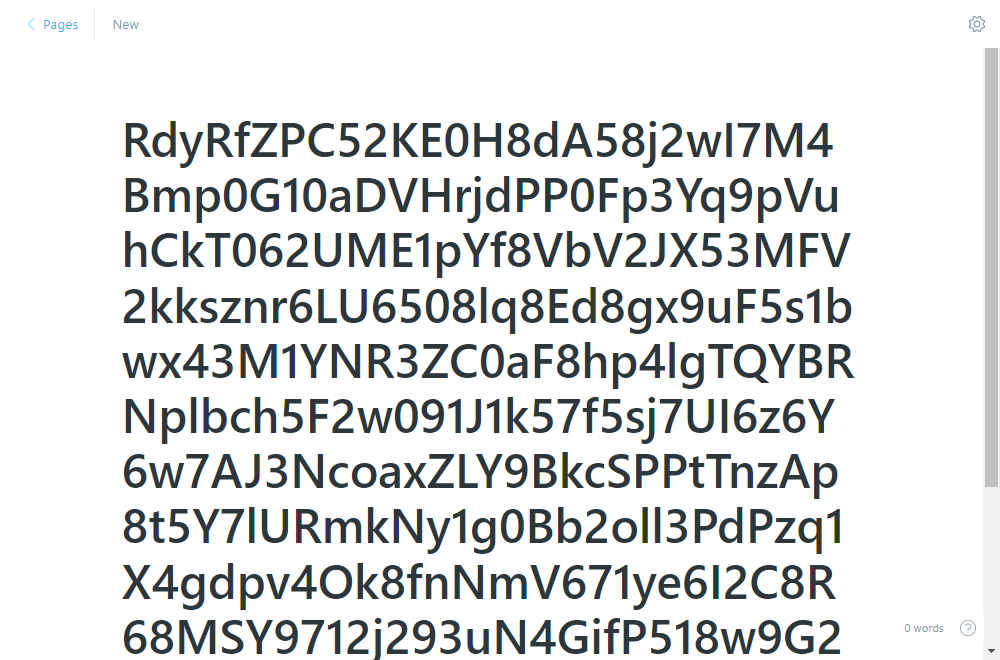 Pages
New
RdyRfZPC52KE0H8dA58j2wI7M4
Bmp0G10aDVHrjdPP0Fp3Yq9pVu
hCkT062UME1pYf8VbV2JX53MFV
2kksznr6LU6508lq8Ed8gx9uF5s1b
wx43M1YNR3ZC0aF8hp4lgTQYBR
Nplbch5F2w091J1k57f5sj7UI6z6Y
6w7AJ3NcoaxZLY9BkcSPPtTnzAp
8t5Y7lURmkNy1g0Bb2oll3PdPzq1
X4gdpv4Ok8fnNmV671ye6I2C8R
68MSY9712j293uN4GifP518w9G2
0 words